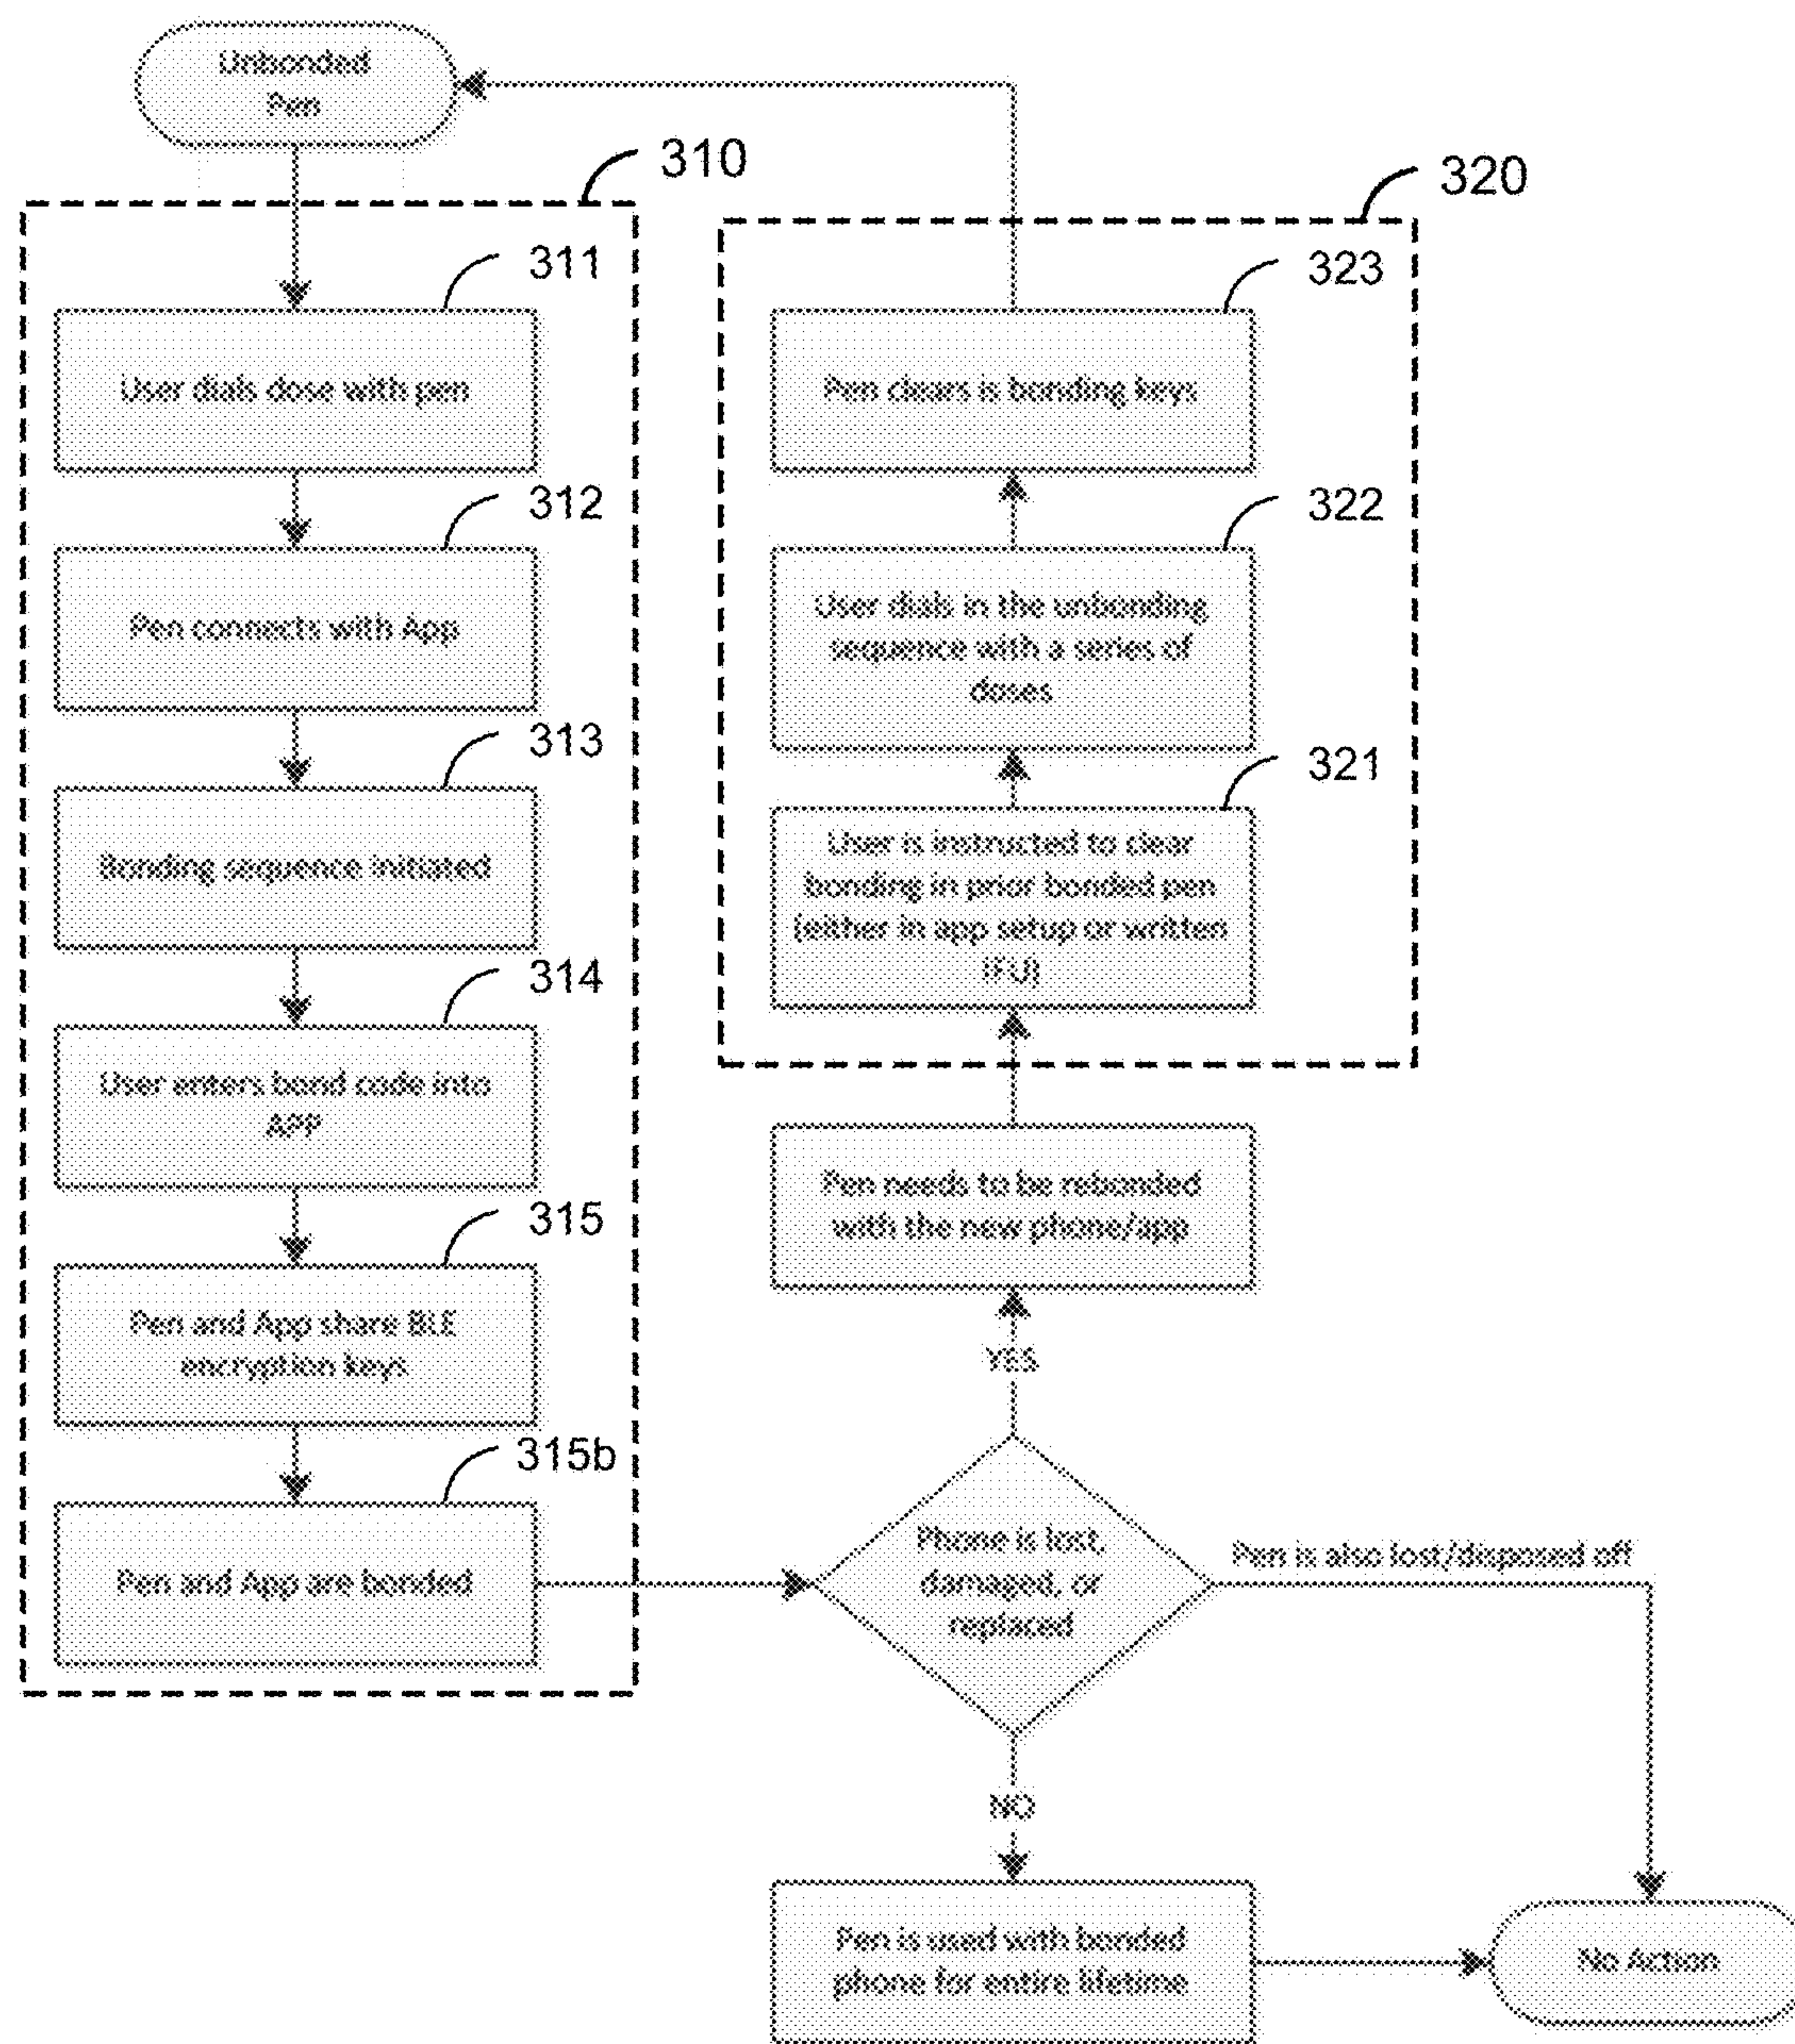 Unbonded
Pen
310
311
User dials dose with pen
312
Pen connects with App
313
Bonding sequence initiated
314
User enters bond code into
APP
315
Pen and App share BLE
encryption keys
315b
Pen and App are bonded
320
323
Pen clears is bonding keys
322
User dials in the unbonding
sequence with a series of
doses
321
User is instructed to clear
bonding in prior bonded pen
(either in app setup or written
IFU)
Pen needs to be rebonded
with the new phone/app
YES
Phone is lost,
damaged, or
replaced
Pen is also lost/disposed off
NO
Pen is used with bonded
phone for entire lifetime
No Action